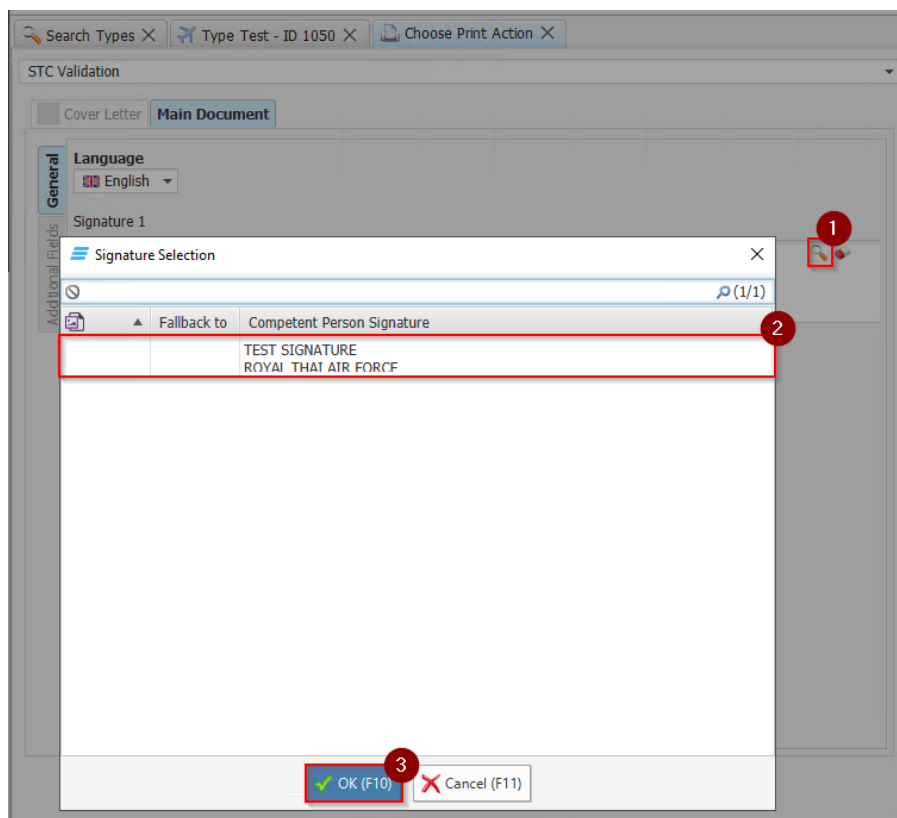 Search Types
Type Test - ID 1050
Choose Print Action
STC Validation
Cover Letter
Main Document
General
Additional Fields
Language
English
Signature 1
1
Signature Selection
(1/1)
Fallback to
Competent Person Signature
2
TEST SIGNATURE
ROYAL THAI AIR FORCE
3
OK (F10)
Cancel (F11)